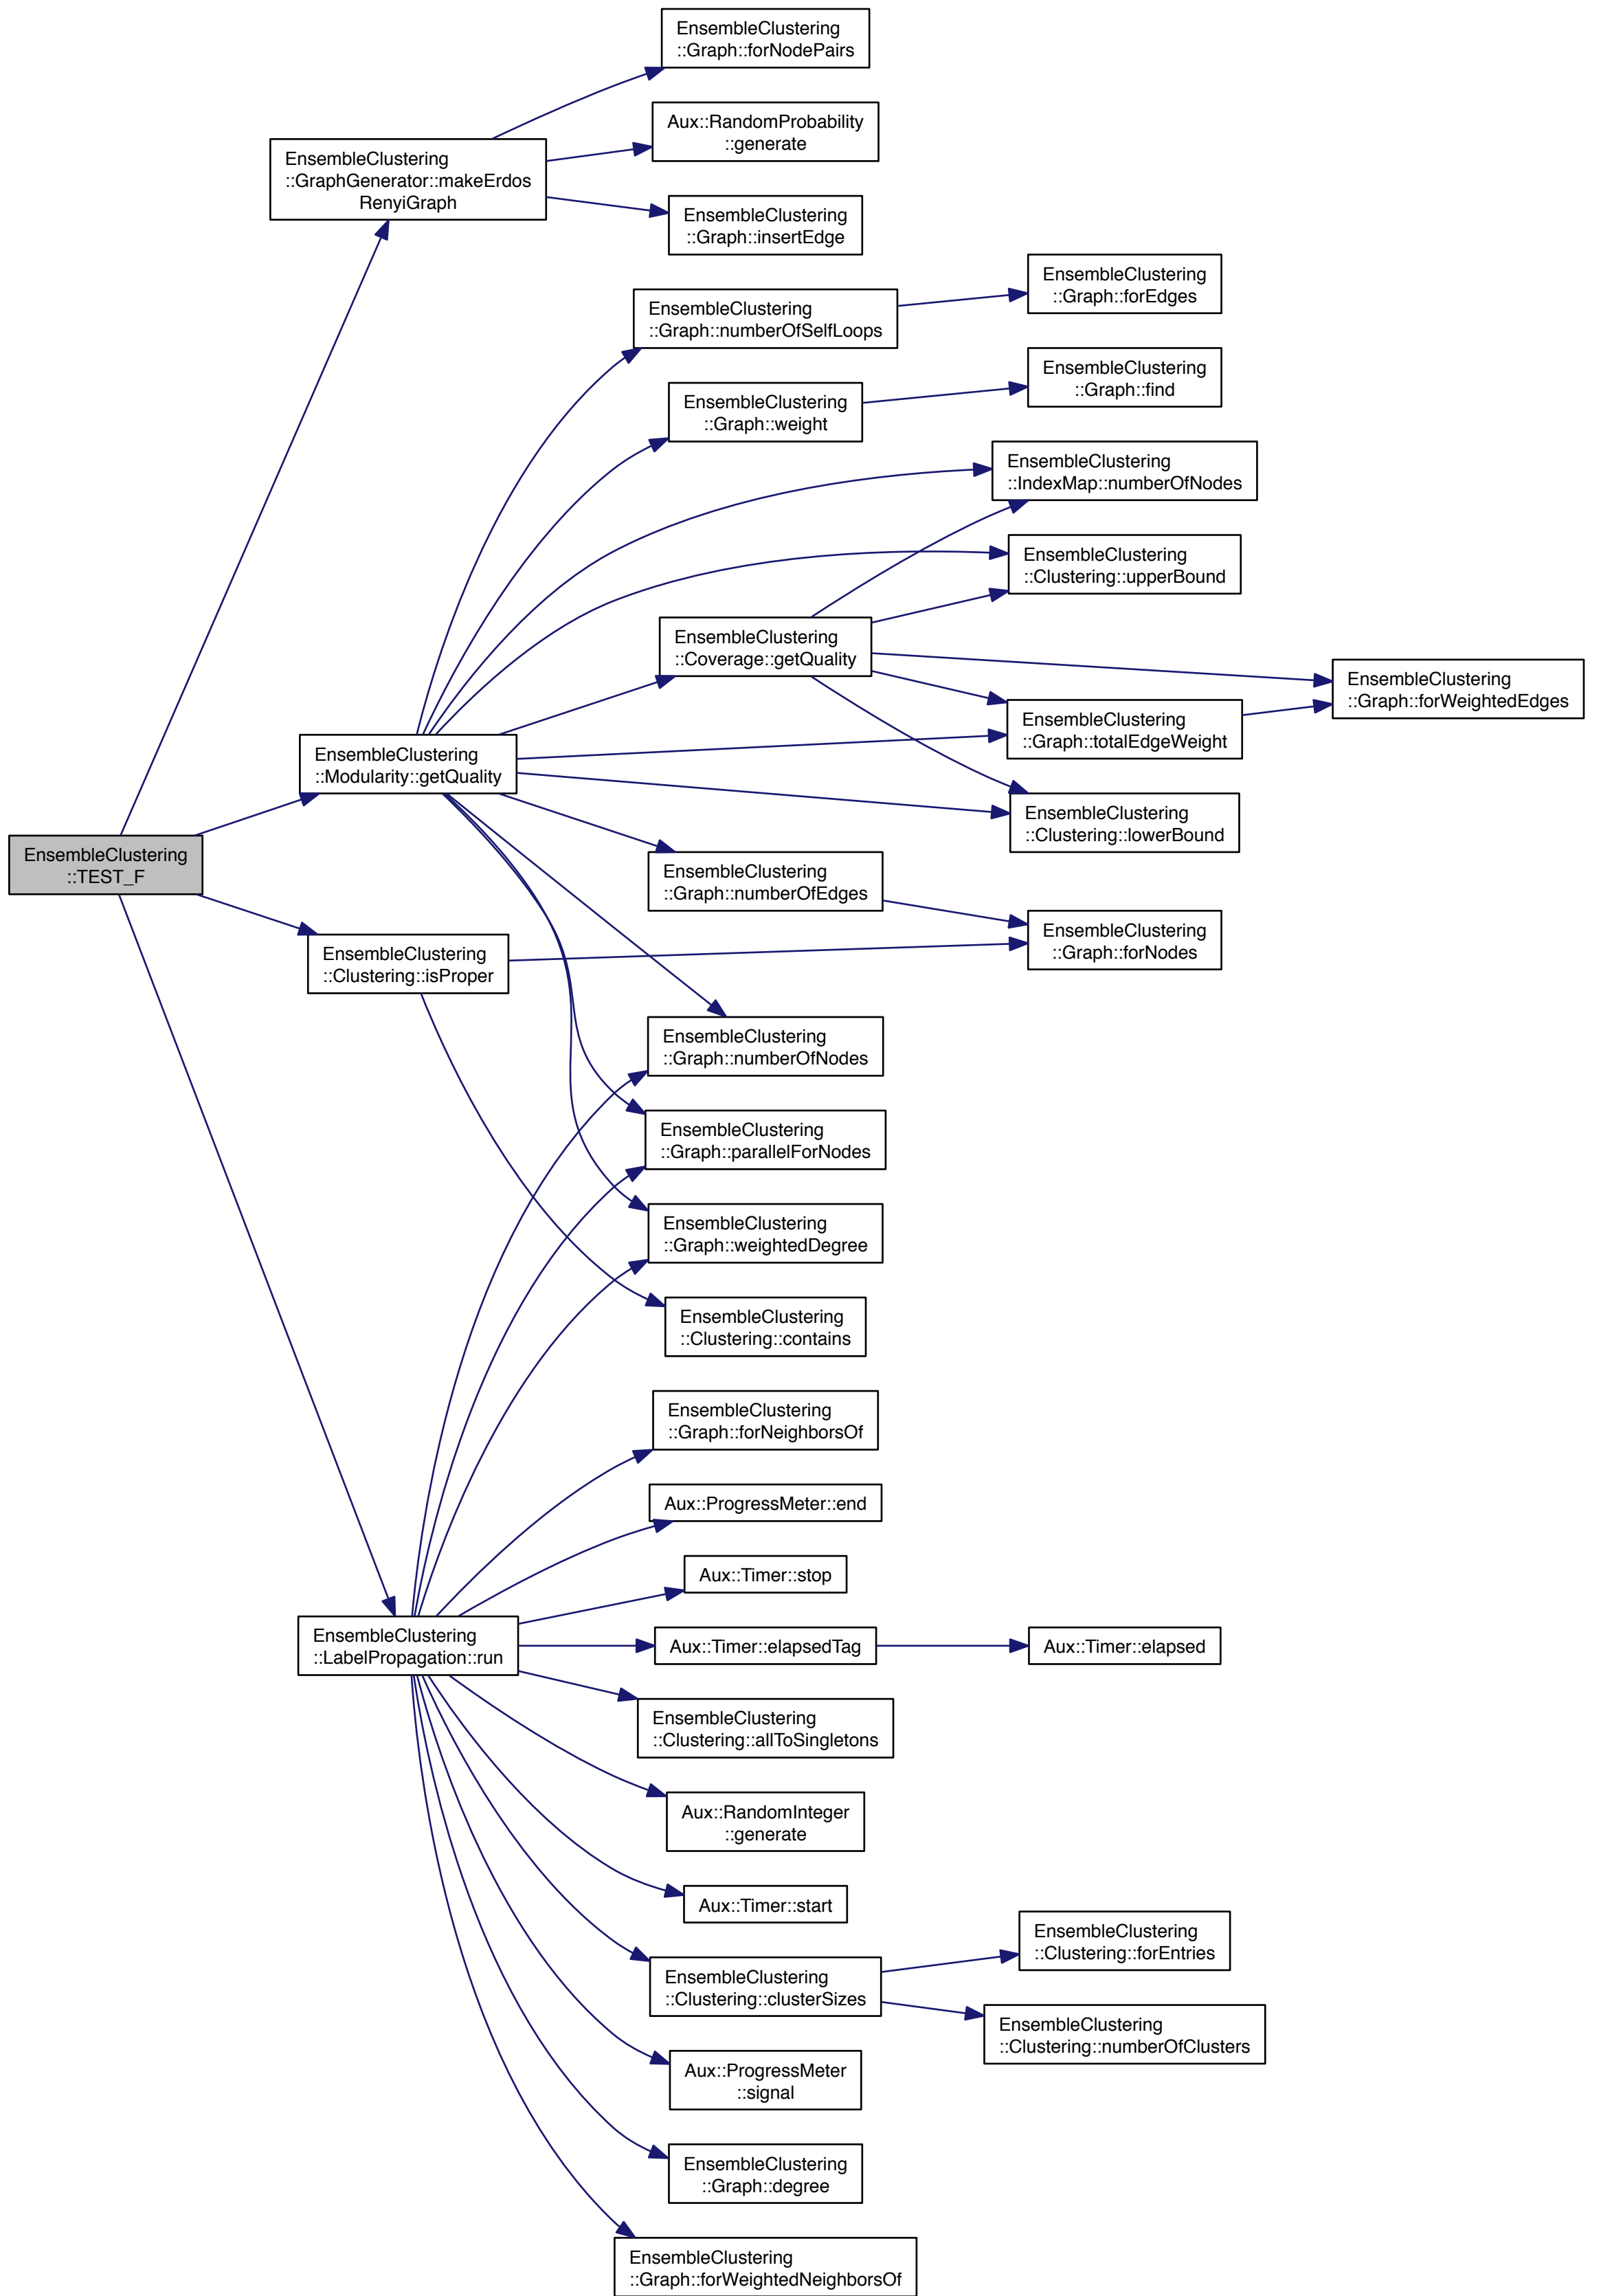 EnsembleClustering
::Graph::forNodePairs
Aux::RandomProbability
::generate
EnsembleClustering
::GraphGenerator::makeErdos
RenyiGraph
EnsembleClustering
::Graph::insertEdge
EnsembleClustering
::Graph::forEdges
EnsembleClustering
::Graph::numberOfSelfLoops
EnsembleClustering
::Graph::find
EnsembleClustering
::Graph::weight
EnsembleClustering
::IndexMap::numberOfNodes
EnsembleClustering
::Clustering::upperBound
EnsembleClustering
::Coverage::getQuality
EnsembleClustering
::Graph::forWeightedEdges
EnsembleClustering
::Graph::totalEdgeWeight
EnsembleClustering
::Modularity::getQuality
EnsembleClustering
::Clustering::lowerBound
EnsembleClustering
::TEST_F
EnsembleClustering
::Graph::numberOfEdges
EnsembleClustering
::Graph::forNodes
EnsembleClustering
::Clustering::isProper
EnsembleClustering
::Graph::numberOfNodes
EnsembleClustering
::Graph::parallelForNodes
EnsembleClustering
::Graph::weightedDegree
EnsembleClustering
::Clustering::contains
EnsembleClustering
::Graph::forNeighborsOf
Aux::ProgressMeter::end
Aux::Timer::stop
EnsembleClustering
::LabelPropagation::run
Aux::Timer::elapsedTag
Aux::Timer::elapsed
EnsembleClustering
::Clustering::allToSingletons
Aux::RandomInteger
::generate
Aux::Timer::start
EnsembleClustering
::Clustering::forEntries
EnsembleClustering
::Clustering::clusterSizes
EnsembleClustering
::Clustering::numberOfClusters
Aux::ProgressMeter
::signal
EnsembleClustering
::Graph::degree
EnsembleClustering
::Graph::forWeightedNeighborsOf